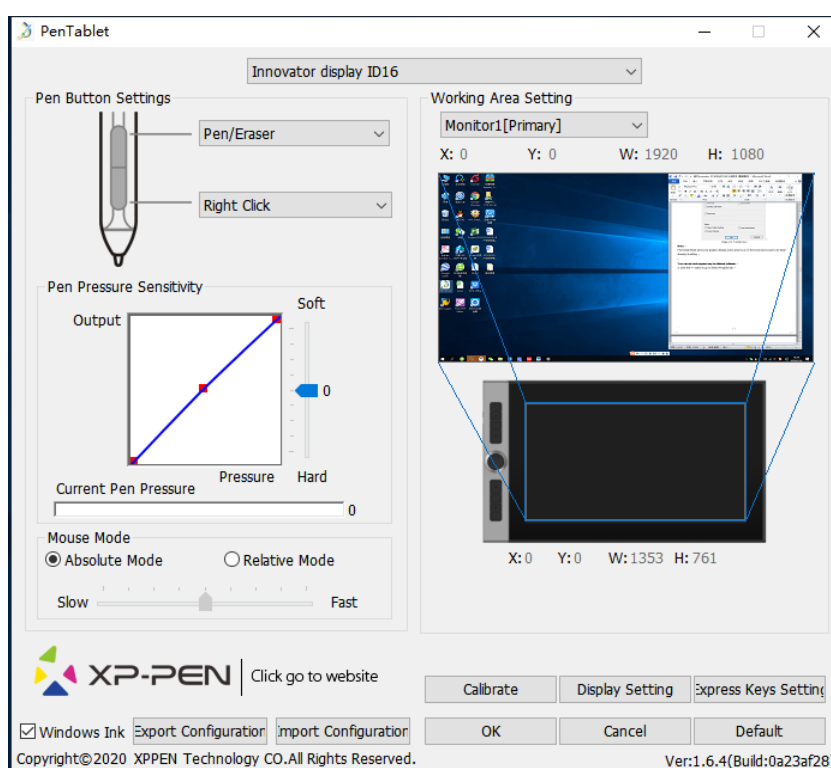 PenTablet
Innovator display ID16
Pen Button Settings
Pen/Eraser
Right Click
Pen Pressure Sensitivity
Output
Soft
0
Pressure
Hard
Current Pen Pressure
0
Mouse Mode
Absolute Mode
Relative Mode
Slow
Fast
Working Area Setting
Monitor1[Primary]
X: 0 Y: 0 W: 1920 H: 1080
X: 0 Y: 0 W: 1353 H: 761
XP-PEN
Click go to website
Calibrate
Display Setting
Express Keys Setting
Windows Ink
Export Configuration
Import Configuration
OK
Cancel
Default
Copyright©2020 XPPEN Technology CO.All Rights Reserved.
Ver:1.6.4(Build:0a23af28